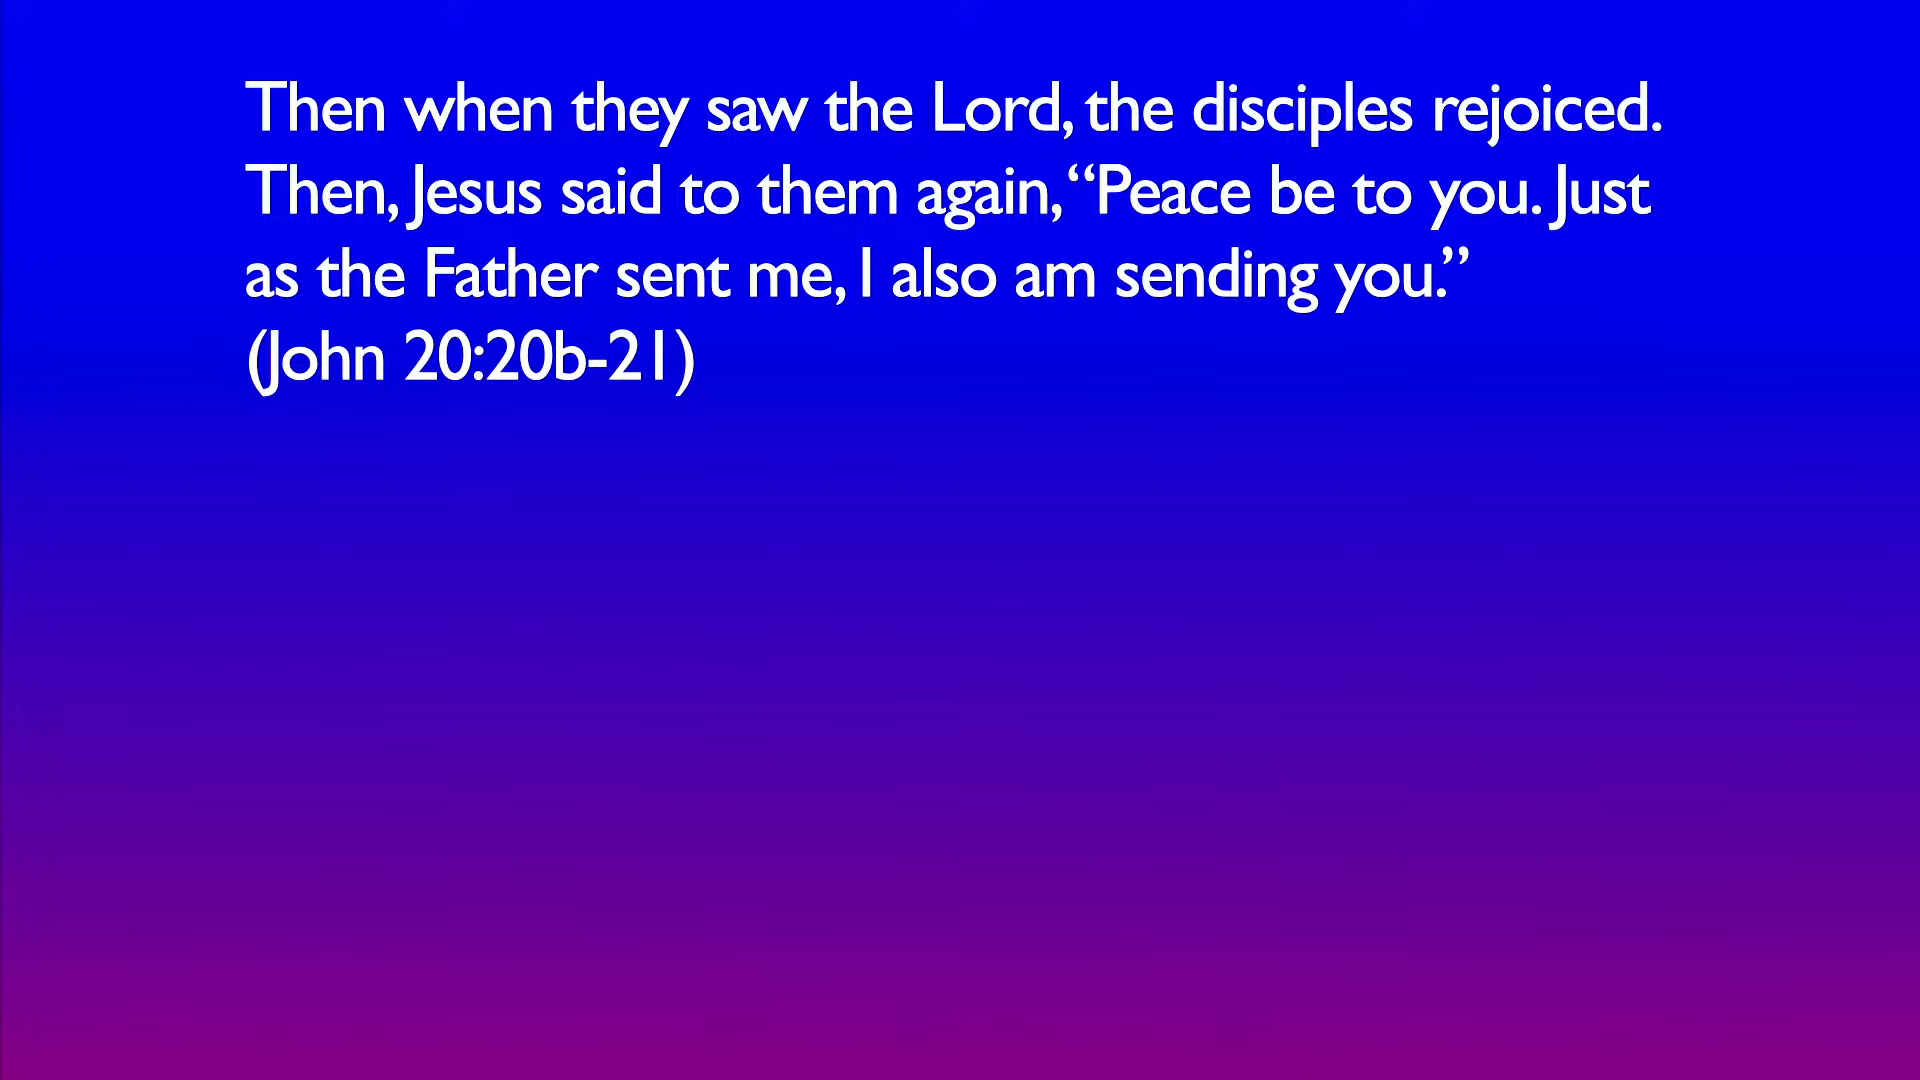 Then when they saw the Lord, the disciples rejoiced.
Then, Jesus said to them again, “Peace be to you. Just
as the Father sent me, I also am sending you.”
(John 20:20b-21)